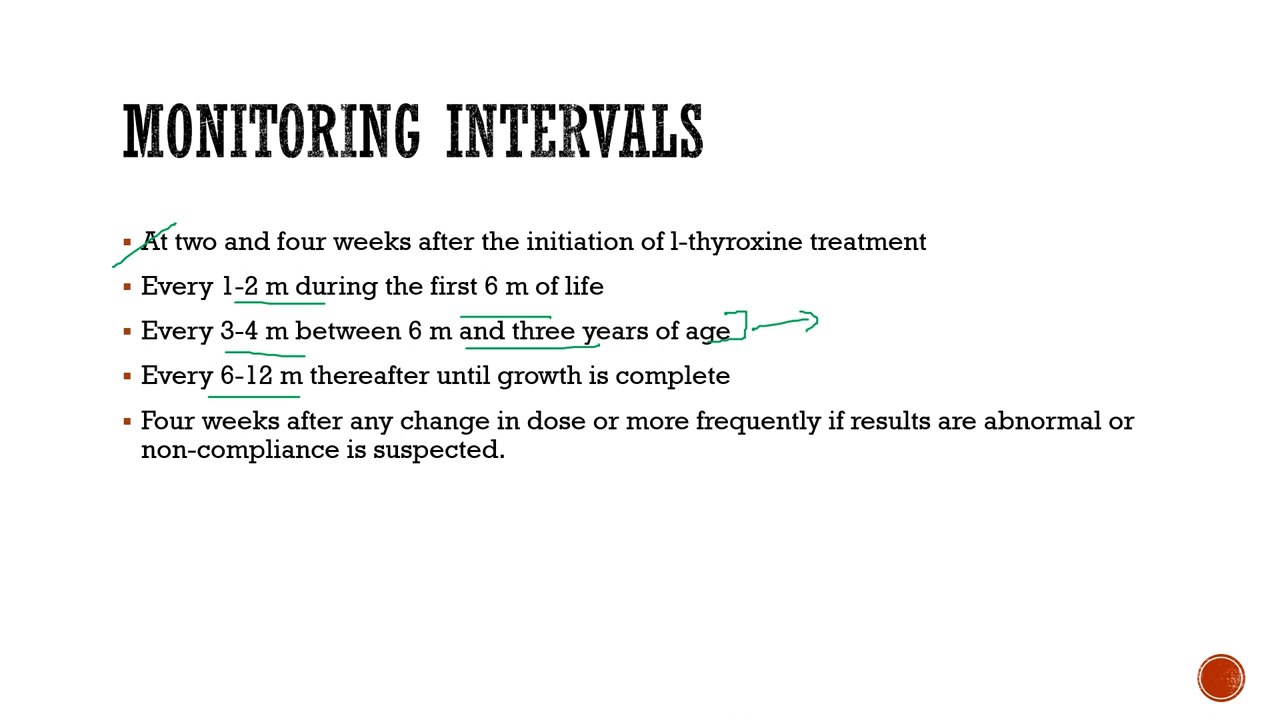 MONITORING INTERVALS
▪ At two and four weeks after the initiation of l-thyroxine treatment
▪ Every 1-2 m during the first 6 m of life
▪ Every 3-4 m between 6 m and three years of age
▪ Every 6-12 m thereafter until growth is complete
▪ Four weeks after any change in dose or more frequently if results are abnormal or
non-compliance is suspected.